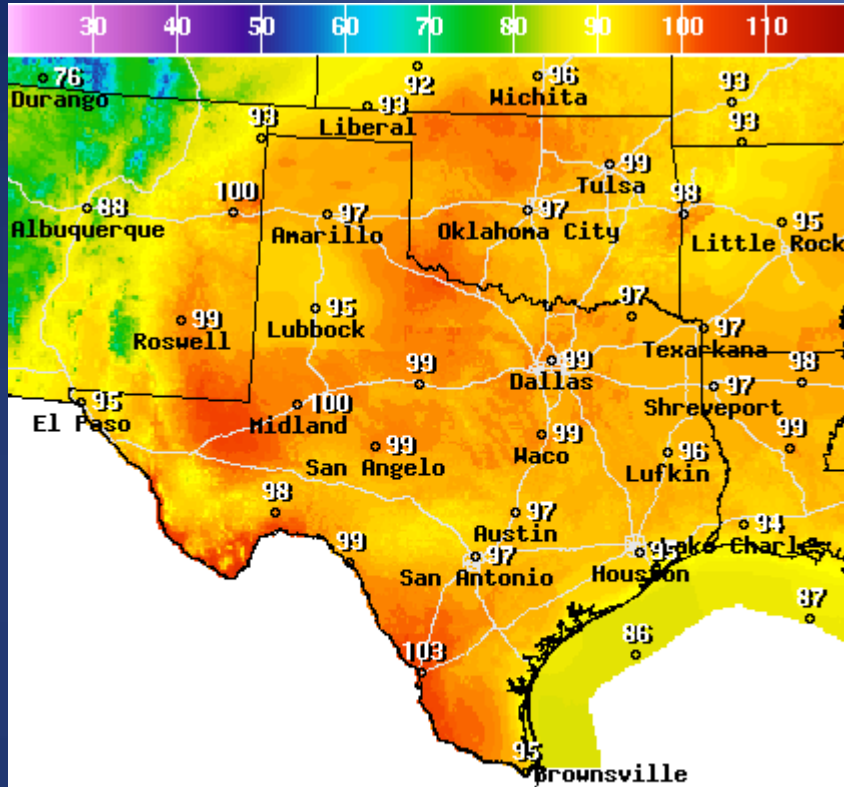 30 40 50 60 70 80 90 100 110
76
Durango
92
96
Wichita
93
93
Liberal
93
93
99
Tulsa
88
Albuquerque
100
97
Amarillo
97
Oklahoma City
98
95
Little Rock
99
Roswell
95
Lubbock
97
97
Texarkana
99
Dallas
99
98
97
Shreveport
95
El Paso
100
Midland
99
San Angelo
99
Waco
96
Lufkin
99
98
97
Austin
94
Lake Charles
99
97
San Antonio
95
Houston
87
86
103
95
Brownsville